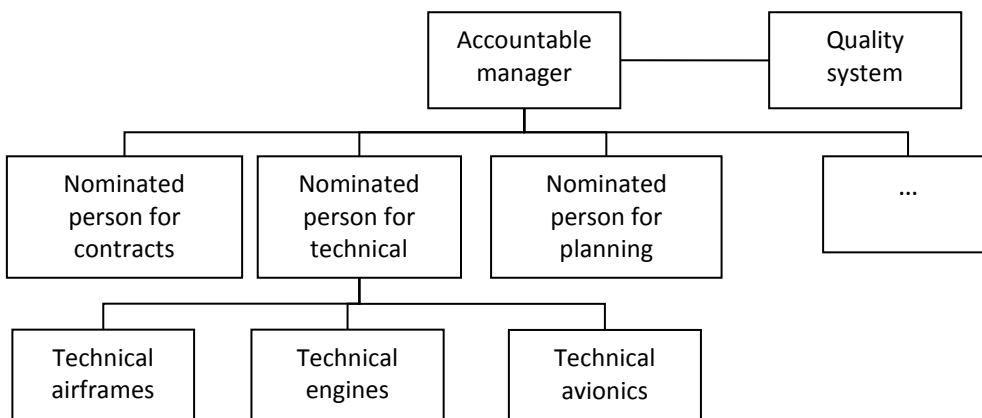 Accountable
manager
Quality
system
Nominated
person for
contracts
Nominated
person for
technical
Nominated
person for
planning
...
Technical
airframes
Technical
engines
Technical
avionics